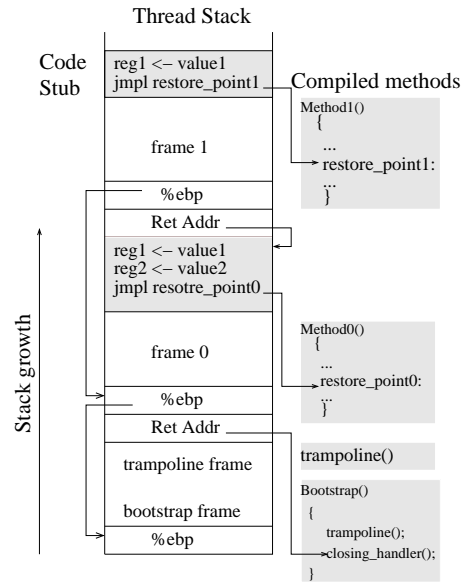 Thread Stack
Code
Stub
reg1 <− value1
jmpl restore_point1
Compiled methods
Method1()
{
...
restore_point1:
...
}
frame 1
%ebp
Ret Addr
reg1 <− value1
reg2 <− value2
jmpl resotre_point0
Stack growth
frame 0
Method0()
{
...
restore_point0:
...
}
%ebp
Ret Addr
trampoline frame
trampoline()
bootstrap frame
%ebp
Bootstrap()
{
trampoline();
closing_handler();
}